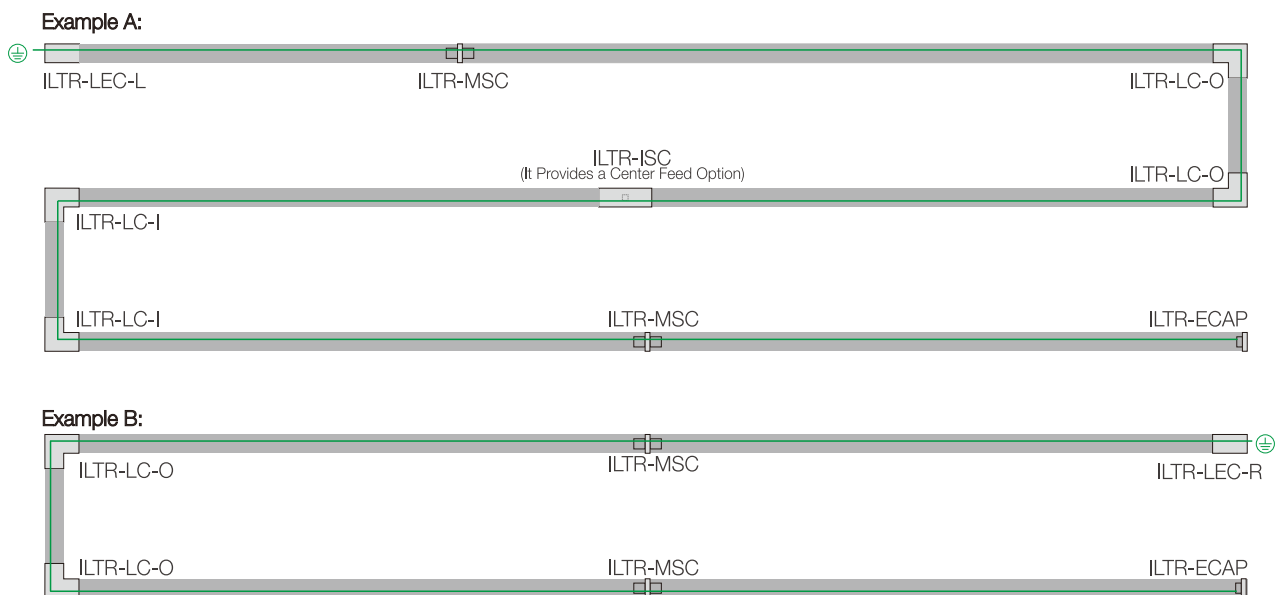 Example A:
ILTR-LEC-L
ILTR-MSC
ILTR-LC-O
ILTR-ISC
(It Provides a Center Feed Option)
ILTR-LC-O
ILTR-LC-I
ILTR-LC-I
ILTR-MSC
ILTR-ECAP
Example B:
ILTR-LC-O
ILTR-MSC
ILTR-LEC-R
ILTR-LC-O
ILTR-MSC
ILTR-ECAP